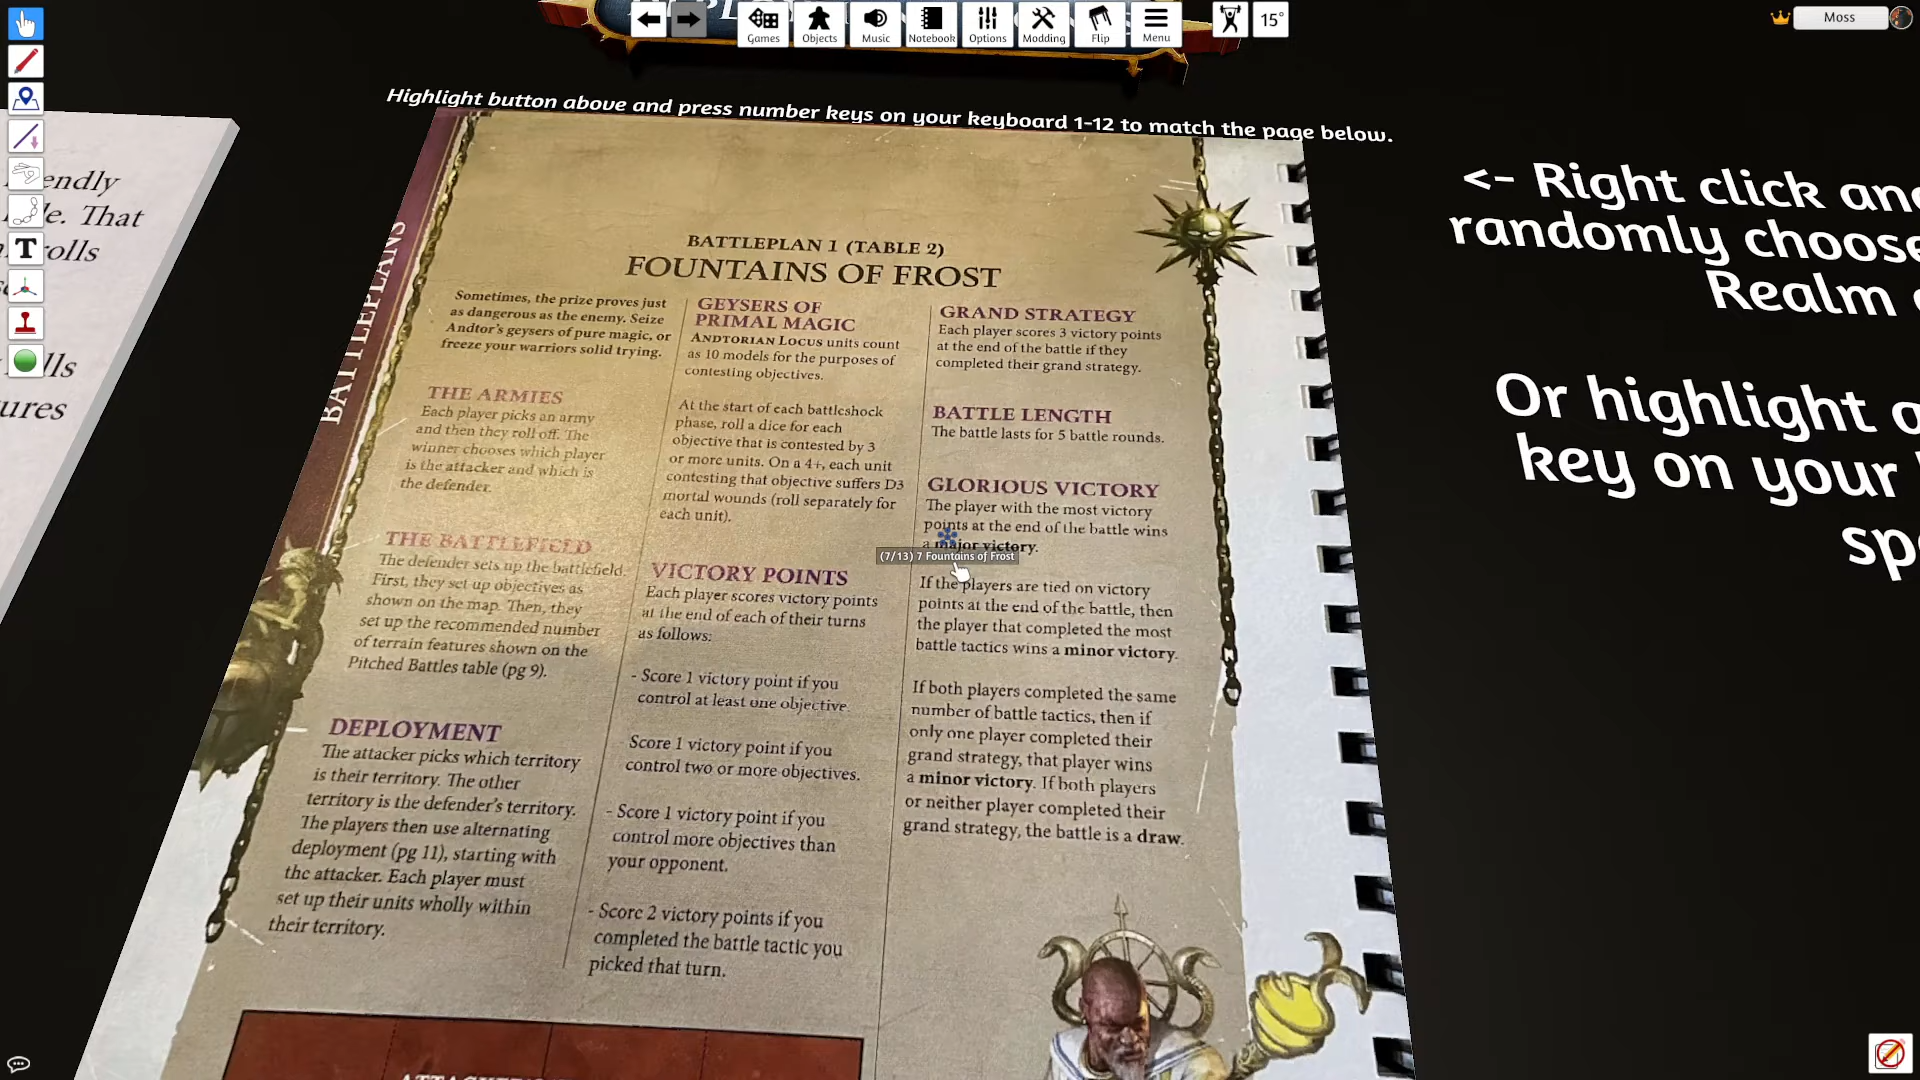 Games
Objects
Music
Notebook
Options
Modding
Flip
Menu
15°
Moss
Highlight button above and press number keys on your keyboard 1-12 to match the page below.
endly
le. That
rolls
lls
ures
T
BATTLEPLANS
BATTLEPLAN 1 (TABLE 2)
FOUNTAINS OF FROST
Sometimes, the prize proves just
as dangerous as the enemy. Seize
Andtor's geysers of pure magic, or
freeze your warriors solid trying.
THE ARMIES
Each player picks an army
and then they roll off. The
winner chooses which player
is the attacker and which is
the defender.
THE BATTLEFIELD
The defender sets up the battlefield.
First, they set up objectives as
shown on the map. Then, they
set up the recommended number
of terrain features shown on the
Pitched Battles table (pg 9).
DEPLOYMENT
The attacker picks which territory
is their territory. The other
territory is the defender's territory.
The players then use alternating
deployment (pg 11), starting with
the attacker. Each player must
set up their units wholly within
their territory.
GEYSERS OF
PRIMAL MAGIC
ANDTORIAN LOCUS units count
as 10 models for the purposes of
contesting objectives.
At the start of each battleshock
phase, roll a dice for each
objective that is contested by 3
or more units. On a 4+, each unit
contesting that objective suffers D3
mortal wounds (roll separately for
each unit).
VICTORY POINTS
Each player scores victory points
at the end of each of their turns
as follows:
- Score 1 victory point if you
control at least one objective.
Score 1 victory point if you
control two or more objectives.
- Score 1 victory point if you
control more objectives than
your opponent.
- Score 2 victory points if you
completed the battle tactic you
picked that turn.
GRAND STRATEGY
Each player scores 3 victory points
at the end of the battle if they
completed their grand strategy.
BATTLE LENGTH
The battle lasts for 5 battle rounds.
GLORIOUS VICTORY
The player with the most victory
points at the end of the battle wins
a major victory.
(7/13) 7 Fountains of Frost
If the players are tied on victory
points at the end of the battle, then
the player that completed the most
battle tactics wins a minor victory.
If both players completed the same
number of battle tactics, then if
only one player completed their
grand strategy, that player wins
a minor victory. If both players
or neither player completed their
grand strategy, the battle is a draw.
<- Right click and
randomly choose
Realm
Or highlight
key on your
sp